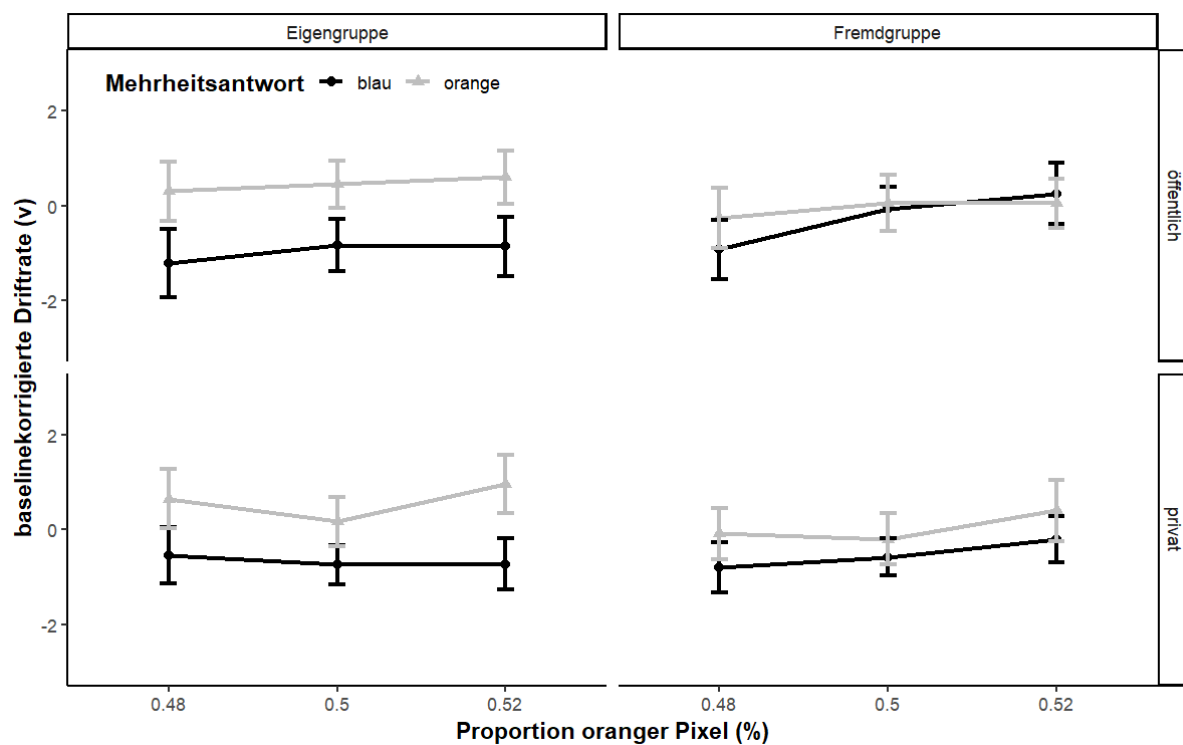 Eigengruppe
Fremdgruppe
Mehrheitsantwort blau orange
2
0
-2
öffentlich
2
0
-2
privat
baselinekorrigierte Driftrate (v)
0.48 0.5 0.52
0.48 0.5 0.52
Proportion oranger Pixel (%)